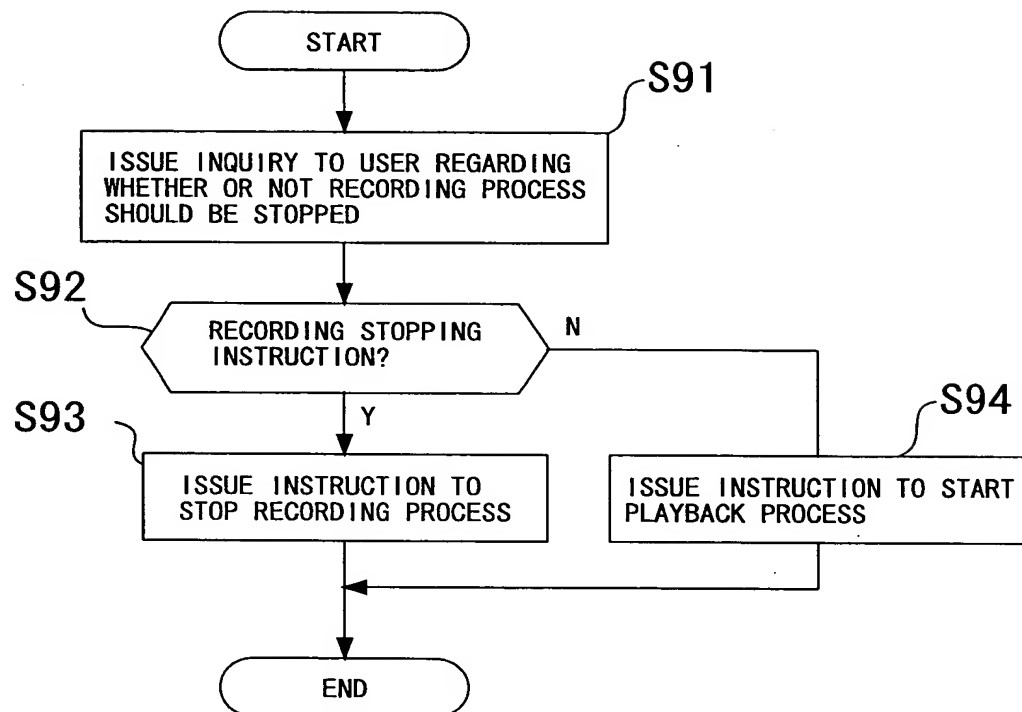 START
S91
ISSUE INQUIRY TO USER REGARDING
WHETHER OR NOT RECORDING PROCESS
SHOULD BE STOPPED
S92
RECORDING STOPPING
INSTRUCTION?
N
Y
S93
S94
ISSUE INSTRUCTION TO
STOP RECORDING PROCESS
ISSUE INSTRUCTION TO START
PLAYBACK PROCESS
END